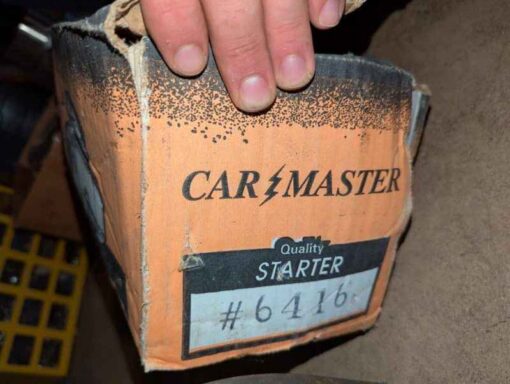 CAR MASTER
Quality
STARTER
# 6416